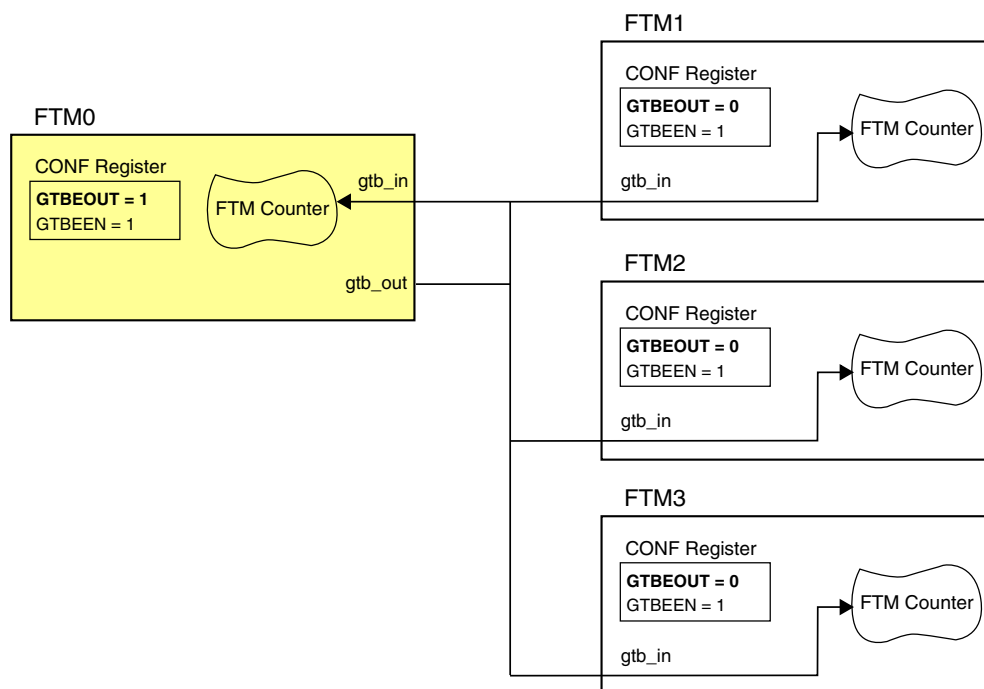 FTM0
CONF Register
GTBEOUT = 1
GTBEEN = 1
FTM Counter
gtb_in
gtb_out
FTM1
CONF Register
GTBEOUT = 0
GTBEEN = 1
FTM Counter
gtb_in
FTM2
CONF Register
GTBEOUT = 0
GTBEEN = 1
FTM Counter
gtb_in
FTM3
CONF Register
GTBEOUT = 0
GTBEEN = 1
FTM Counter
gtb_in